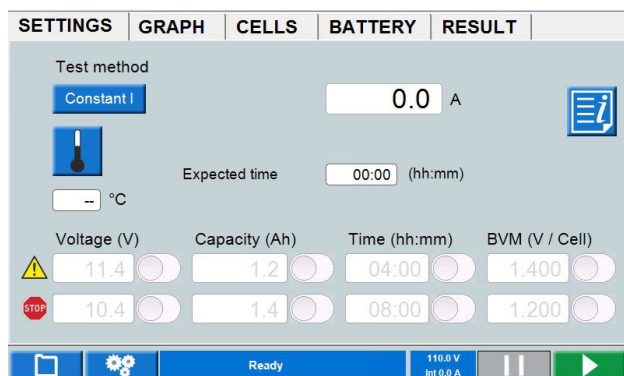 SETTINGS GRAPH CELLS BATTERY RESULT
Test method
Constant I 0.0 A
i
Expected time 00:00 (hh:mm)
-- °C
Voltage (V) Capacity (Ah) Time (hh:mm) BVM (V / Cell)
11.4 1.2 04:00 1.400
STOP 10.4 1.4 08:00 1.200
Ready 110.0 V
Int 0.0 A